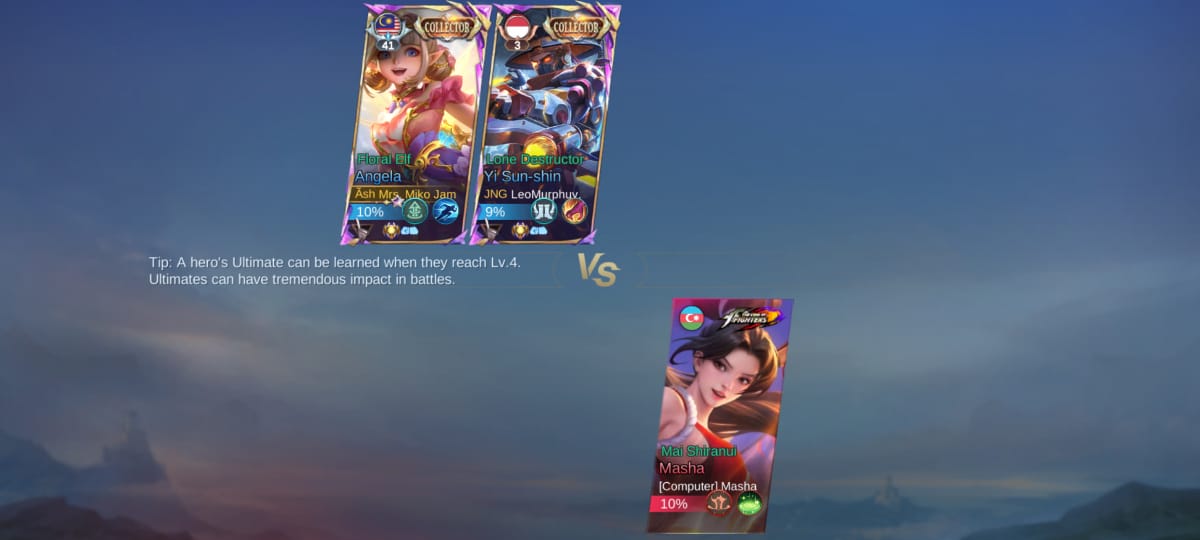 COLLECTOR
41
Floral Elf
Angela
Ash Mrs. Miko Jam
10%
COLLECTOR
3
Lone Destructor
Yi Sun-shin
JNG LeoMurphuy.
9%
Tip: A hero's Ultimate can be learned when they reach Lv.4.
Ultimates can have tremendous impact in battles.
VS
THE KING OF
FIGHTERS
Mai Shiranui
Masha
[Computer] Masha
10%